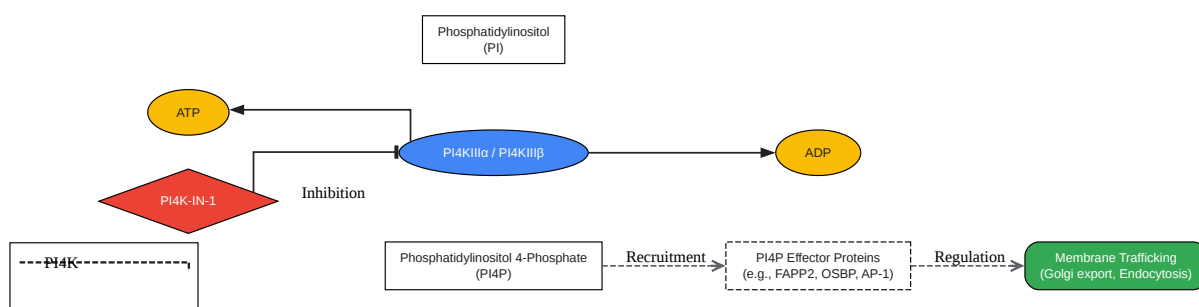 Phosphatidylinositol
(PI)
ATP
PI4KIIIα / PI4KIIIβ
ADP
PI4K-IN-1
Inhibition
PI4K
Phosphatidylinositol 4-Phosphate
(PI4P)
Recruitment
PI4P Effector Proteins
(e.g., FAPP2, OSBP, AP-1)
Regulation
Membrane Trafficking
(Golgi export, Endocytosis)